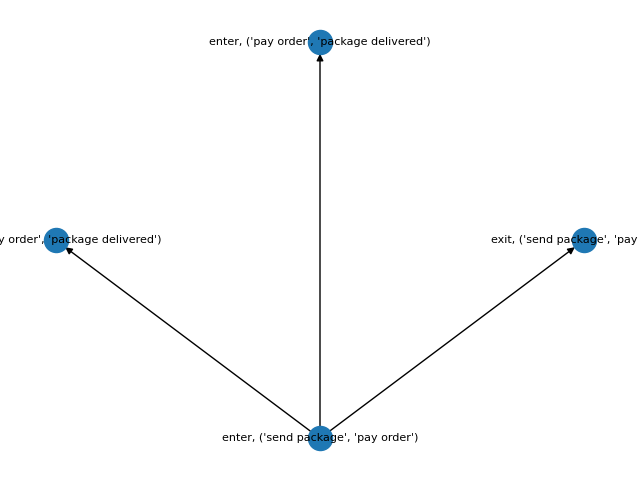 enter, ('pay order', 'package delivered')
order', 'package delivered')
exit, ('send package', 'pay
enter, ('send package', 'pay order')